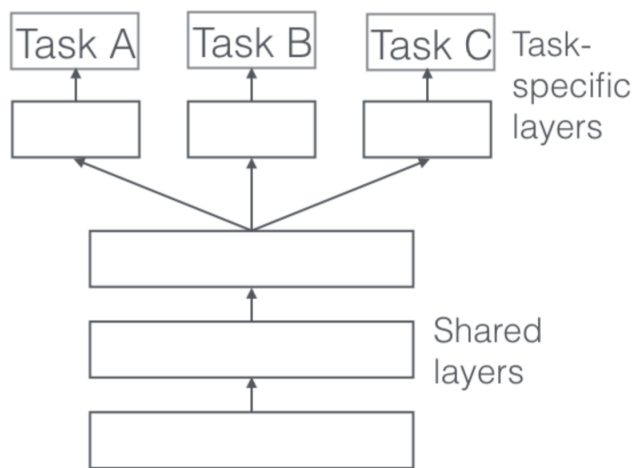 Task A
Task B
Task C
Task-
specific
layers
Shared
layers